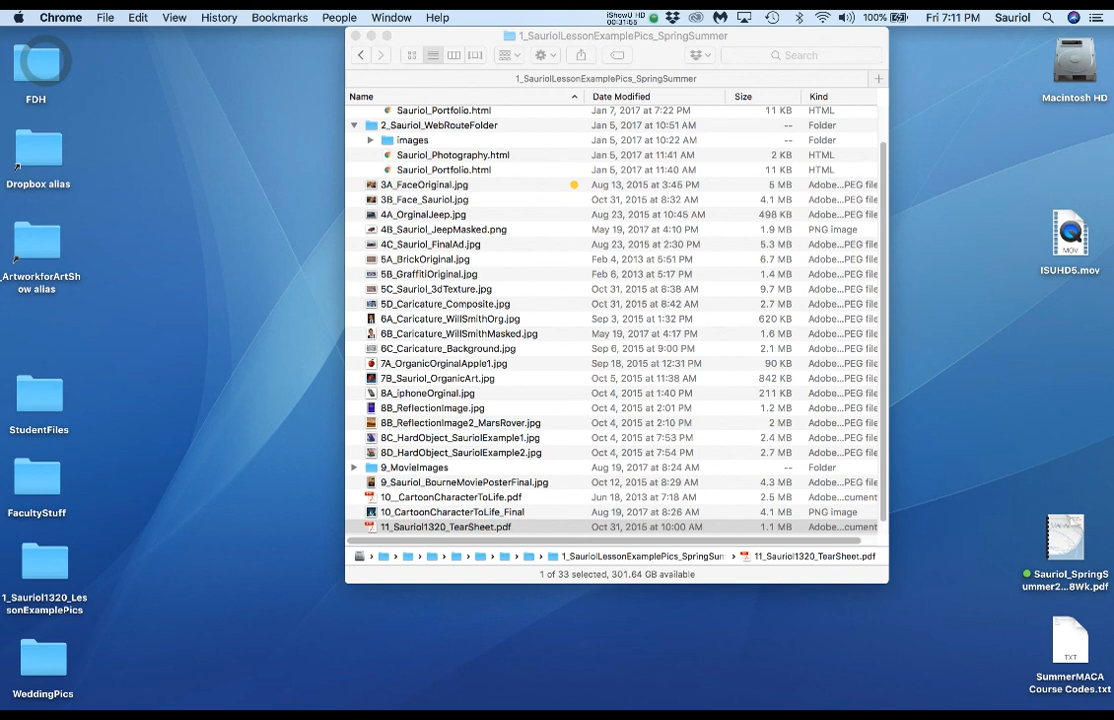 Chrome File Edit View History Bookmarks People Window Help iShowU HD 100% Fri 7:11 PM Sauriol
1_SauriolLessonExamplePics_SpringSummer
Search
1_SauriolLessonExamplePics_SpringSummer +
Name Date Modified Size Kind
Sauriol_Portfolio.html Jan 7, 2017 at 7:22 PM 11 KB HTML
2_Sauriol_WebRouteFolder Jan 5, 2017 at 10:51 AM -- Folder
images Jan 5, 2017 at 10:22 AM -- Folder
Sauriol_Photography.html Jan 5, 2017 at 11:41 AM 2 KB HTML
Sauriol_Portfolio.html Jan 5, 2017 at 11:40 AM 11 KB HTML
3A_FaceOriginal.jpg Aug 13, 2015 at 3:45 PM 5 MB Adobe...PEG file
3B_Face_Sauriol.jpg Oct 31, 2015 at 8:32 AM 4.1 MB Adobe...PEG file
4A_OrginalJeep.jpg Aug 23, 2015 at 10:45 AM 498 KB Adobe...PEG file
4B_Sauriol_JeepMasked.png May 19, 2017 at 4:10 PM 1.9 MB PNG image
4C_Sauriol_FinalAd.jpg Aug 23, 2015 at 2:30 PM 5.3 MB Adobe...PEG file
5A_BrickOriginal.jpg Feb 4, 2013 at 5:51 PM 6.7 MB Adobe...PEG file
5B_GraffitiOriginal.jpg Feb 6, 2013 at 5:17 PM 1.4 MB Adobe...PEG file
5C_Sauriol_3dTexture.jpg Oct 31, 2015 at 8:38 AM 9.7 MB Adobe...PEG file
5D_Caricature_Composite.jpg Oct 31, 2015 at 8:42 AM 2.7 MB Adobe...PEG file
6A_Caricature_WillSmithOrg.jpg Sep 3, 2015 at 1:32 PM 620 KB Adobe...PEG file
6B_Caricature_WillSmithMasked.jpg May 19, 2017 at 4:17 PM 1.6 MB Adobe...PEG file
6C_Caricature_Background.jpg Sep 6, 2015 at 9:00 PM 2.1 MB Adobe...PEG file
7A_OrganicOrginalApple1.jpg Sep 18, 2015 at 12:31 PM 90 KB Adobe...PEG file
7B_Sauriol_OrganicArt.jpg Oct 5, 2015 at 11:38 AM 842 KB Adobe...PEG file
8A_iphoneOrginal.jpg Oct 4, 2015 at 1:40 PM 211 KB Adobe...PEG file
8B_ReflectionImage.jpg Oct 4, 2015 at 2:01 PM 1.2 MB Adobe...PEG file
8B_ReflectionImage2_MarsRover.jpg Oct 4, 2015 at 2:10 PM 2 MB Adobe...PEG file
8C_HardObject_SauriolExample1.jpg Oct 4, 2015 at 7:53 PM 2.4 MB Adobe...PEG file
8D_HardObject_SauriolExample2.jpg Oct 4, 2015 at 7:54 PM 2.7 MB Adobe...PEG file
9_MovieImages Aug 19, 2017 at 8:24 AM -- Folder
9_Sauriol_BourneMoviePosterFinal.jpg Oct 12, 2015 at 8:29 AM 4.3 MB Adobe...PEG file
10__CartoonCharacterToLife.pdf Jun 18, 2013 at 7:18 AM 2.5 MB Adobe...cument
10_CartoonCharacterToLife_Final Aug 19, 2017 at 8:26 AM 4.1 MB PNG image
11_Sauriol1320_TearSheet.pdf Oct 31, 2015 at 10:00 AM 1.1 MB Adobe...cument
1_SauriolLessonExamplePics_SpringSum 11_Sauriol1320_TearSheet.pdf
1 of 33 selected, 301.64 GB available
FDH
Dropbox alias
_ArtworkforArtSh
ow alias
StudentFiles
FacultyStuff
1_Sauriol1320_Les
sonExamplePics
WeddingPics
Macintosh HD
MOV
ISUHD5.mov
Sauriol_SpringS
ummer2...8Wk.pdf
TXT
SummerMACA
Course Codes.txt